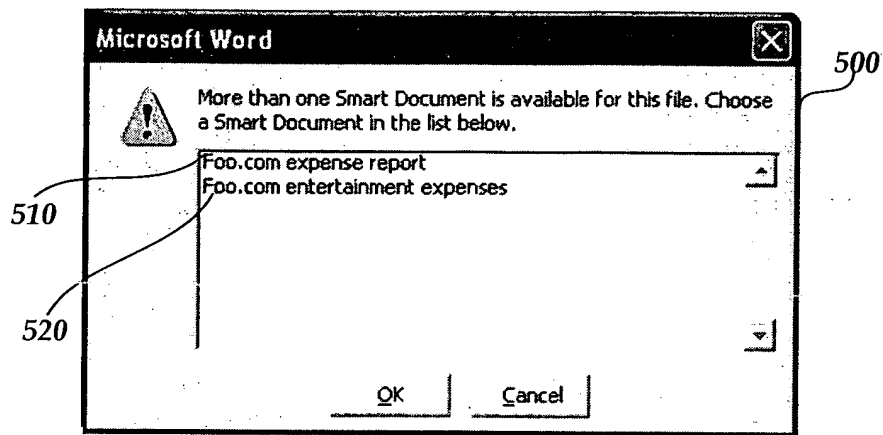 Microsoft Word
500
More than one Smart Document is available for this file. Choose
a Smart Document in the list below.
Foo.com expense report
Foo.com entertainment expenses
510
520
OK
Cancel